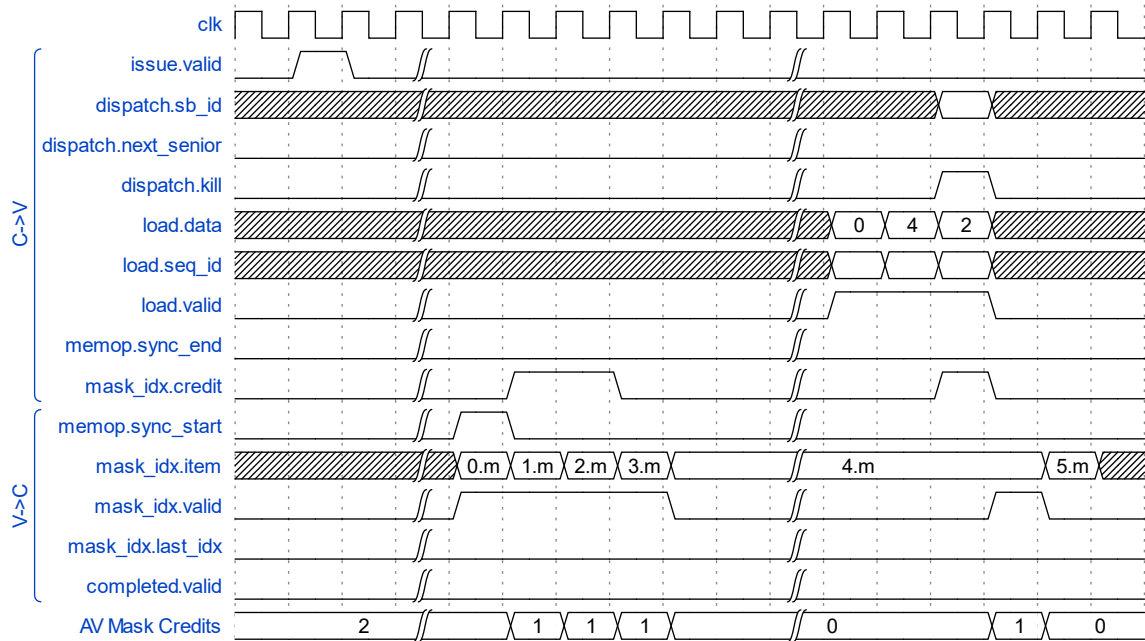 clk
C->V
issue.valid
dispatch.sb_id
dispatch.next_senior
dispatch.kill
load.data 0 4 2
load.seq_id
load.valid
memop.sync_end
mask_idx.credit
V->C
memop.sync_start
mask_idx.item 0.m 1.m 2.m 3.m 4.m 5.m
mask_idx.valid
mask_idx.last_idx
completed.valid
AV Mask Credits 2 1 1 1 0 1 0